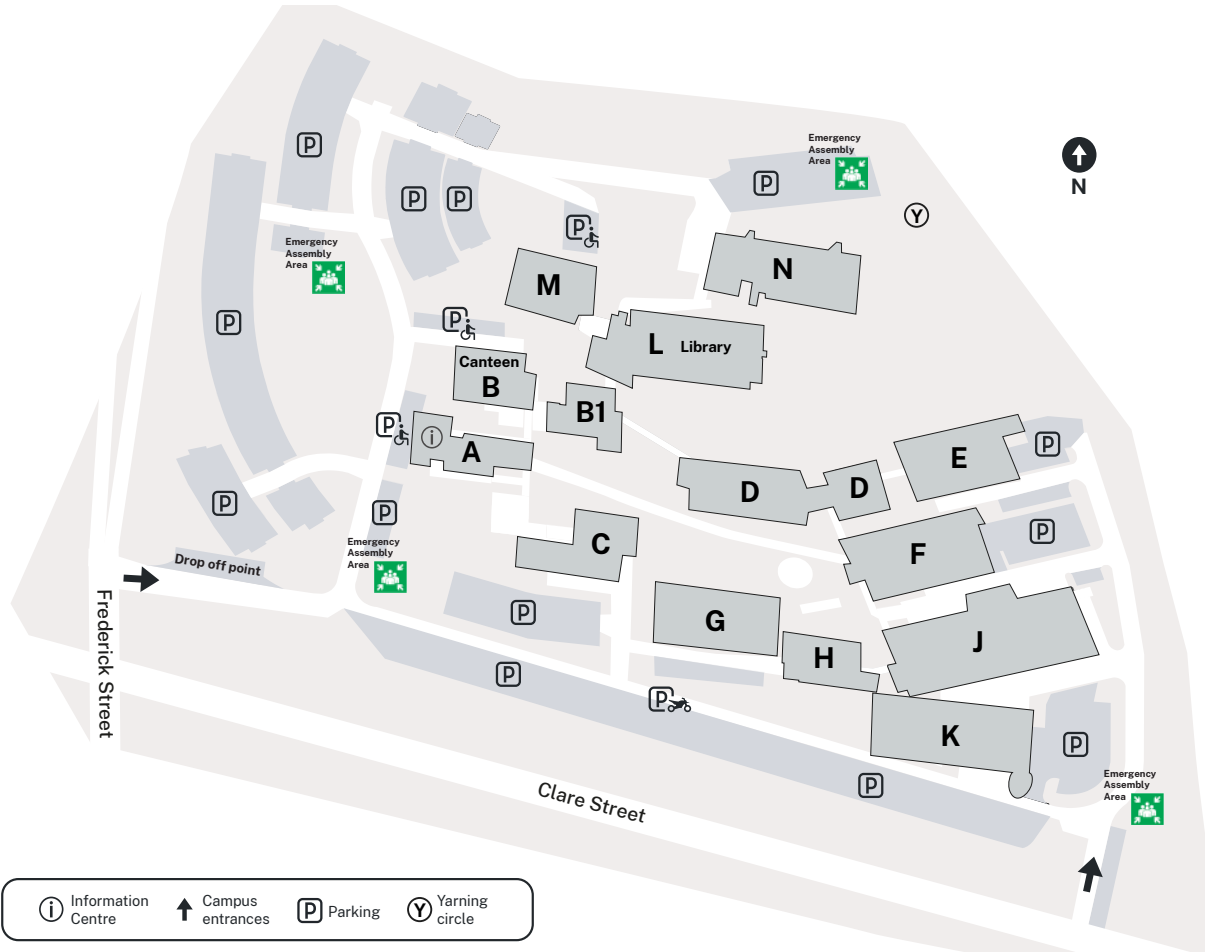 Emergency
Assembly
Area
N
Y
P
P
P
P
P
Emergency
Assembly
Area
M
N
P
P
L Library
Canteen
B
B1
P
i
A
E
P
D
D
P
P
C
F
P
Emergency
Assembly
Area
Drop off point
Frederick Street
P
G
H
J
P
P
K
P
P
Emergency
Assembly
Area
Clare Street
i Information
Centre
Campus
entrances
P Parking
Y Yarning
circle